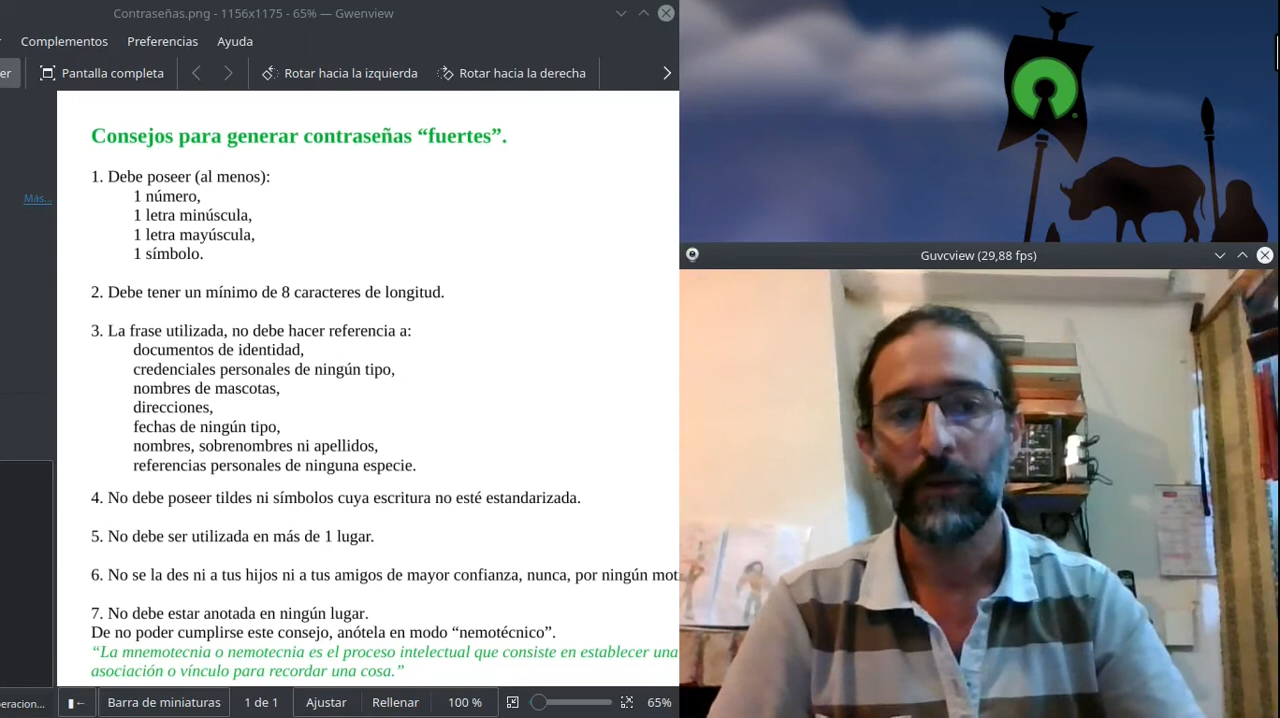 Contraseñas.png - 1156x1175 - 65% — Gwenview
Complementos Preferencias Ayuda
er Pantalla completa Rotar hacia la izquierda Rotar hacia la derecha
Consejos para generar contraseñas “fuertes”.
1. Debe poseer (al menos):
1 número,
1 letra minúscula,
1 letra mayúscula,
1 símbolo.
Más...
2. Debe tener un mínimo de 8 caracteres de longitud.
3. La frase utilizada, no debe hacer referencia a:
documentos de identidad,
credenciales personales de ningún tipo,
nombres de mascotas,
direcciones,
fechas de ningún tipo,
nombres, sobrenombres ni apellidos,
referencias personales de ninguna especie.
4. No debe poseer tildes ni símbolos cuya escritura no esté estandarizada.
5. No debe ser utilizada en más de 1 lugar.
6. No se la des ni a tus hijos ni a tus amigos de mayor confianza, nunca, por ningún mot
7. No debe estar anotada en ningún lugar.
De no poder cumplirse este consejo, anótela en modo “nemotécnico”.
“La mnemotecnia o nemotecnia es el proceso intelectual que consiste en establecer una
asociación o vínculo para recordar una cosa.”
peracion... Barra de miniaturas 1 de 1 Ajustar Rellenar 100 % 65%
Guvcview (29,88 fps)